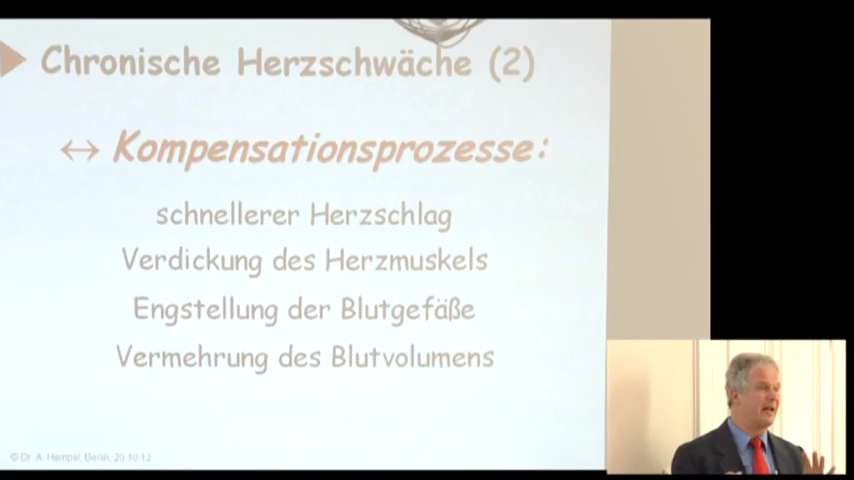 Chronische Herzschwäche (2)
↔ Kompensationsprozesse:
schnellerer Herzschlag
Verdickung des Herzmuskels
Engstellung der Blutgefäße
Vermehrung des Blutvolumens
© Dr. A. Hempel, Berlin, 20.10.12